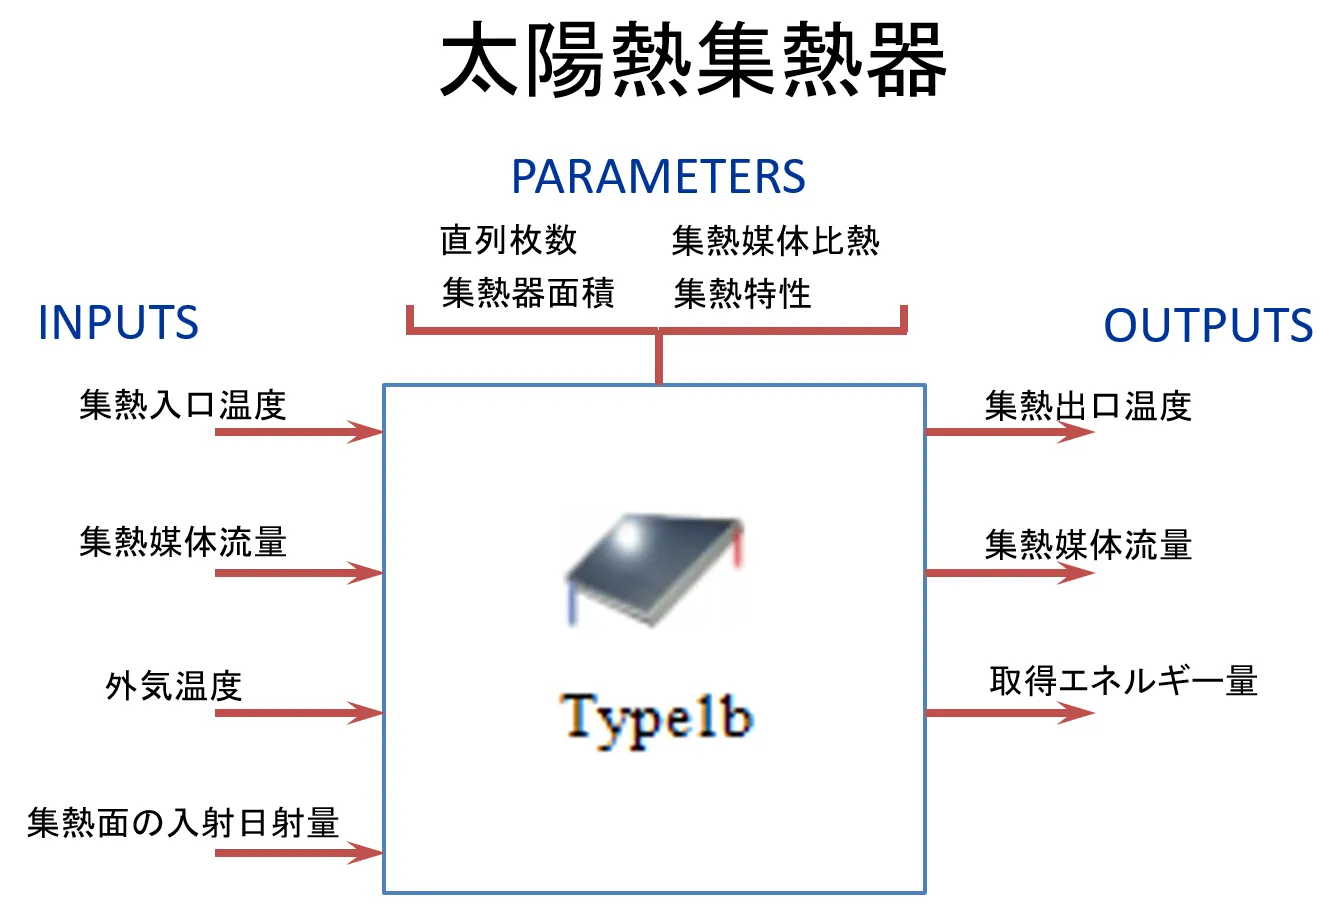 太陽熱集熱器
PARAMETERS
直列枚数 集熱媒体比熱
集熱器面積 集熱特性
INPUTS
集熱入口温度
集熱媒体流量
外気温度
集熱面の入射日射量
Type1b
OUTPUTS
集熱出口温度
集熱媒体流量
取得エネルギー量